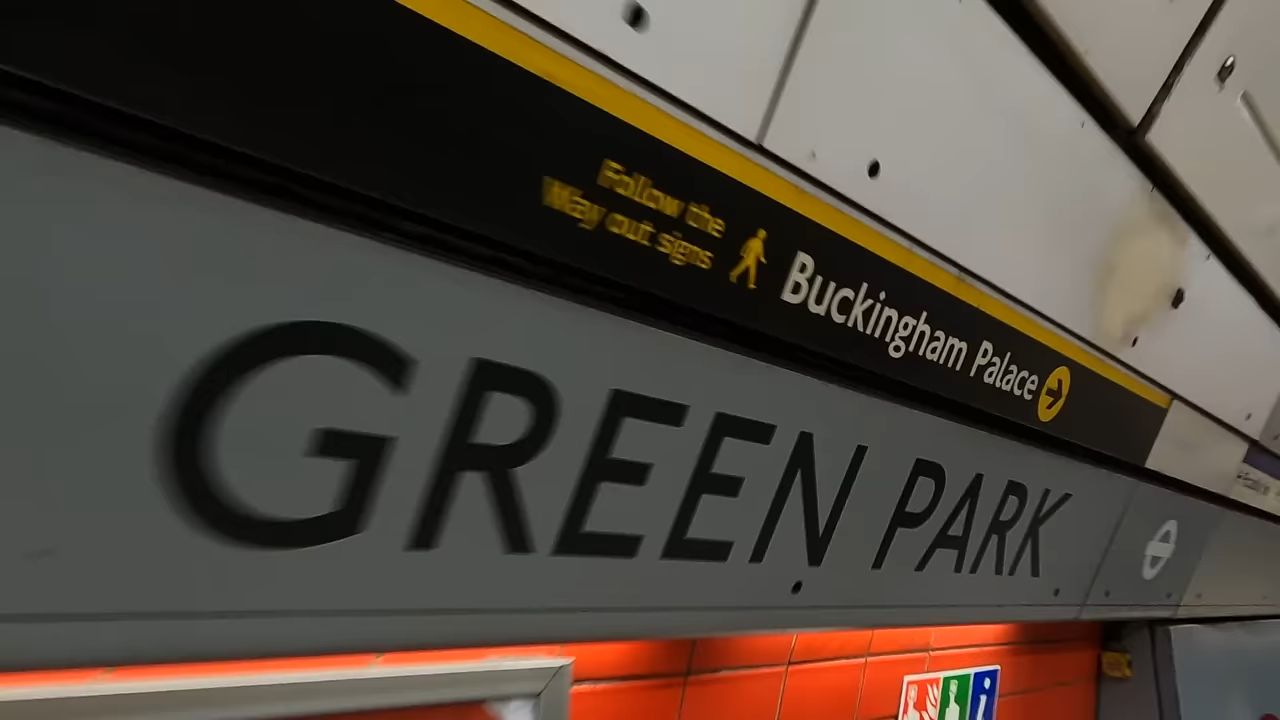 Follow the
Way out signs
Buckingham Palace
GREEN PARK
i